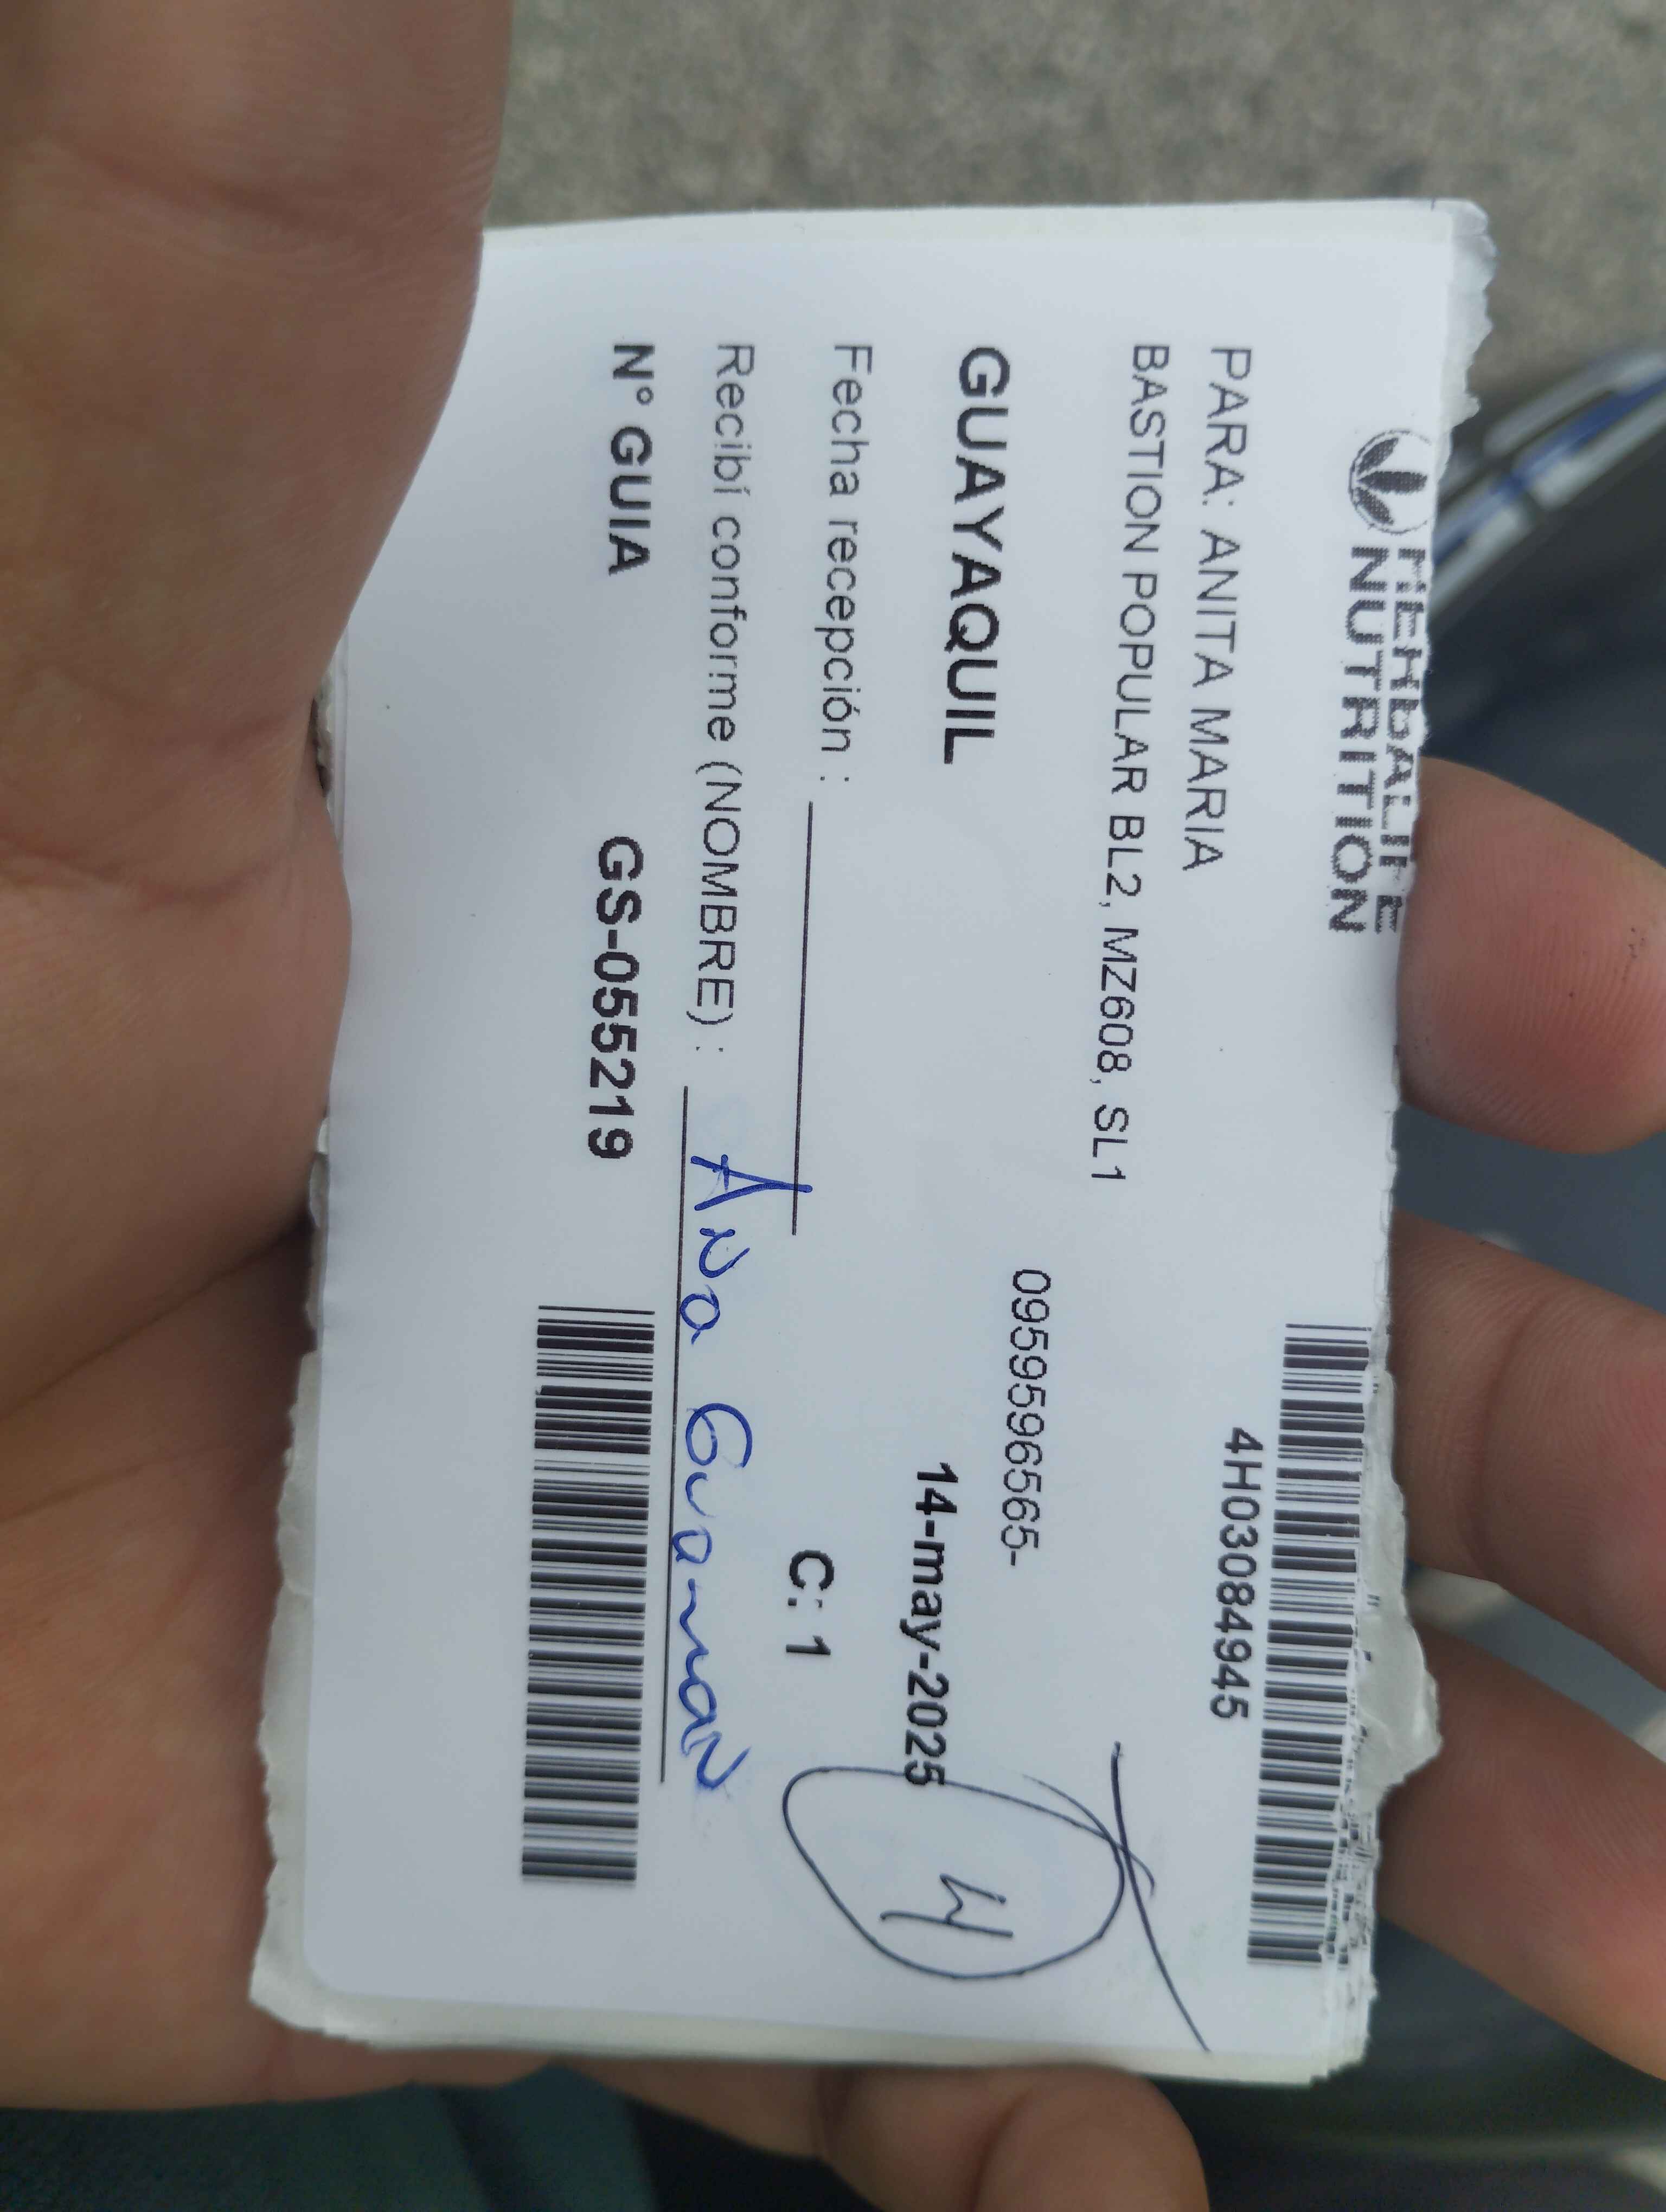 HERBALIFE
NUTRITION
4H03084945
PARA: ANITA MARIA
BASTION POPULAR BL2, MZ608, SL1
0959596565-
GUAYAQUIL
14-may-2025
4
Fecha recepción :
C: 1
Recibí conforme (NOMBRE) : Ana Guaman
N° GUIA GS-055219